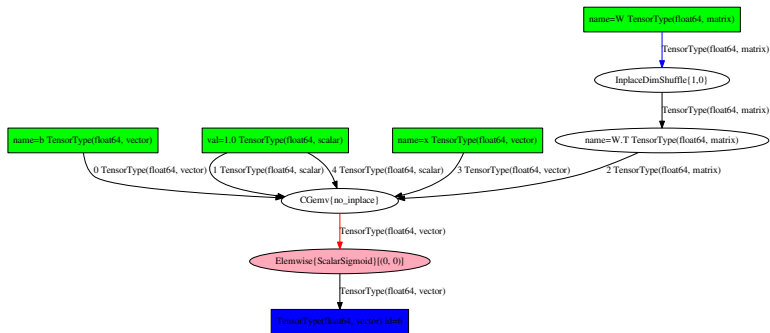 name=W TensorType(float64, matrix)
TensorType(float64, matrix)
InplaceDimShuffle{1,0}
TensorType(float64, matrix)
name=b TensorType(float64, vector)
val=1.0 TensorType(float64, scalar)
name=x TensorType(float64, vector)
name=W.T TensorType(float64, matrix)
0 TensorType(float64, vector)
1 TensorType(float64, scalar)
4 TensorType(float64, scalar)
3 TensorType(float64, vector)
2 TensorType(float64, matrix)
CGemv{no_inplace}
TensorType(float64, vector)
Elemwise{ScalarSigmoid}[(0, 0)]
TensorType(float64, vector)
TensorType(float64, vector)